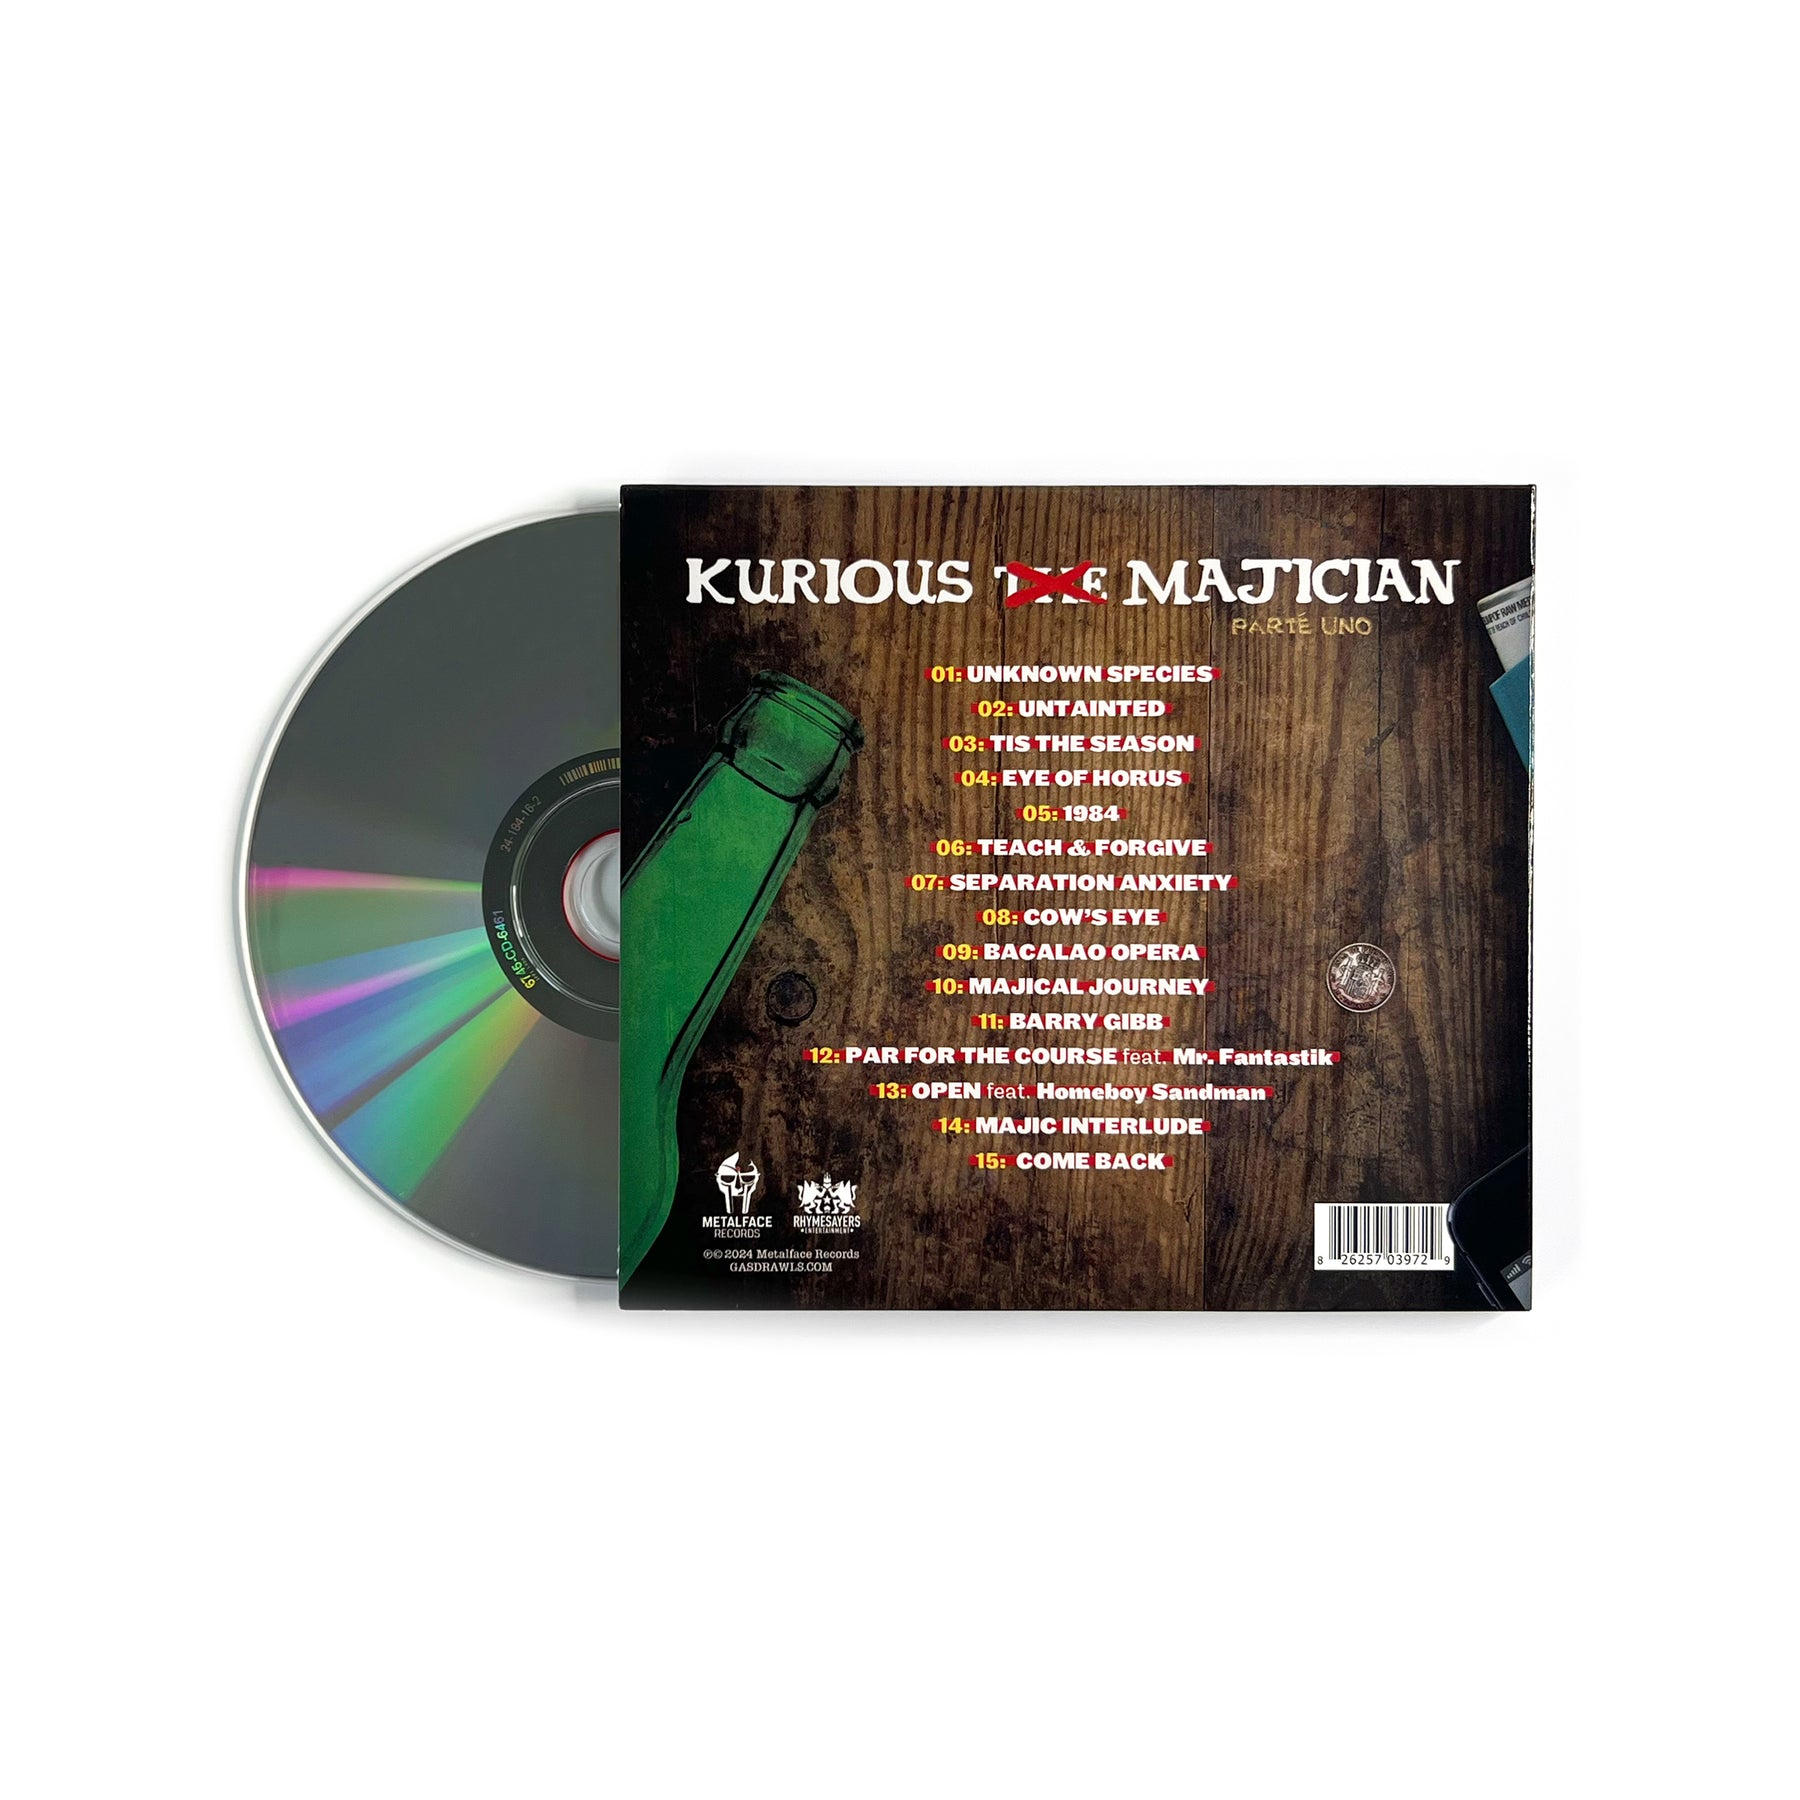 KURIOUS THE MAJICIAN
PARTÉ UNO
01: UNKNOWN SPECIES
02: UNTAINTED
03: TIS THE SEASON
04: EYE OF HORUS
05: 1984
06: TEACH & FORGIVE
07: SEPARATION ANXIETY
08: COW'S EYE
09: BACALAO OPERA
10: MAJICAL JOURNEY
11: BARRY GIBB
12: PAR FOR THE COURSE feat. Mr. Fantastik
13: OPEN feat. Homeboy Sandman
14: MAJIC INTERLUDE
15: COME BACK
METALFACE
RECORDS
RHYMESAYERS
ENTERTAINMENT
℗© 2024 Metalface Records
GASDRAWLS.COM
8 26257 03972 9
24-184-16-2
6745-CD-6461
OF RAW
REACH OF